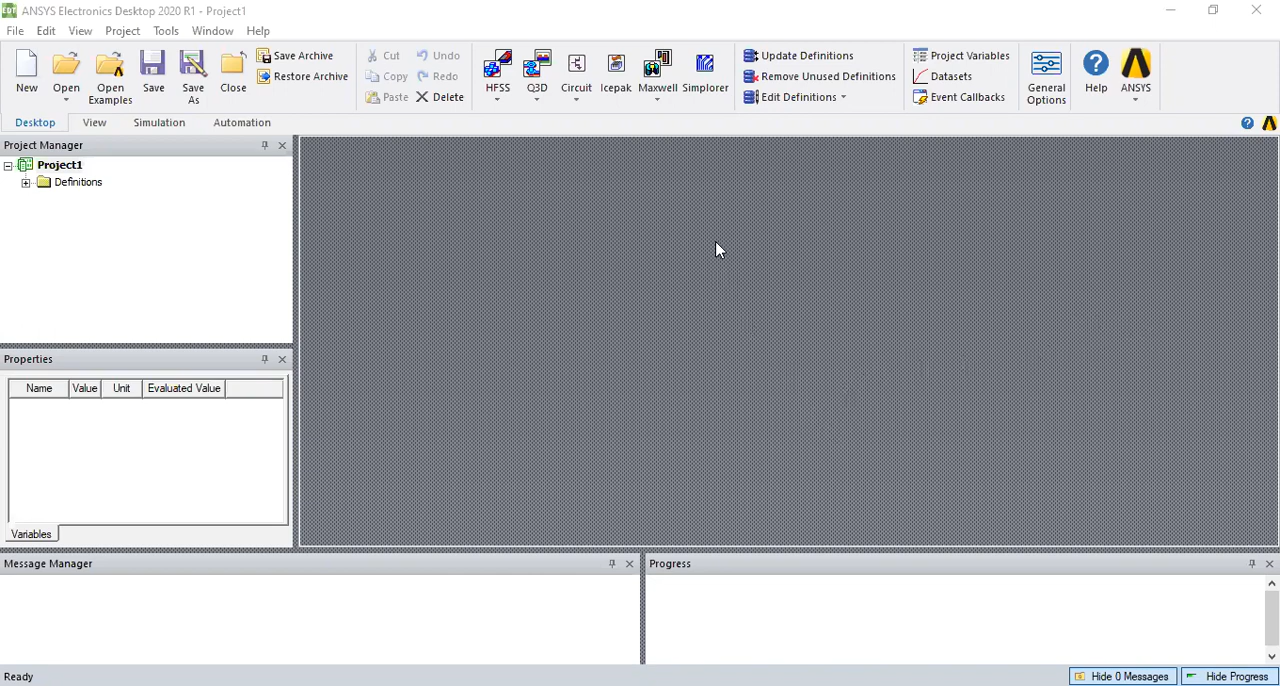 EDT ANSYS Electronics Desktop 2020 R1 - Project1
File Edit View Project Tools Window Help
New Open Open Examples Save Save As Close Save Archive Restore Archive Cut Copy Paste Undo Redo Delete HFSS Q3D Circuit Icepak Maxwell Simplorer Update Definitions Remove Unused Definitions Edit Definitions Project Variables Datasets Event Callbacks General Options Help ANSYS
Desktop View Simulation Automation
Project Manager
Project1
Definitions
Properties
Name Value Unit Evaluated Value
Variables
Message Manager Progress
Ready Hide 0 Messages Hide Progress